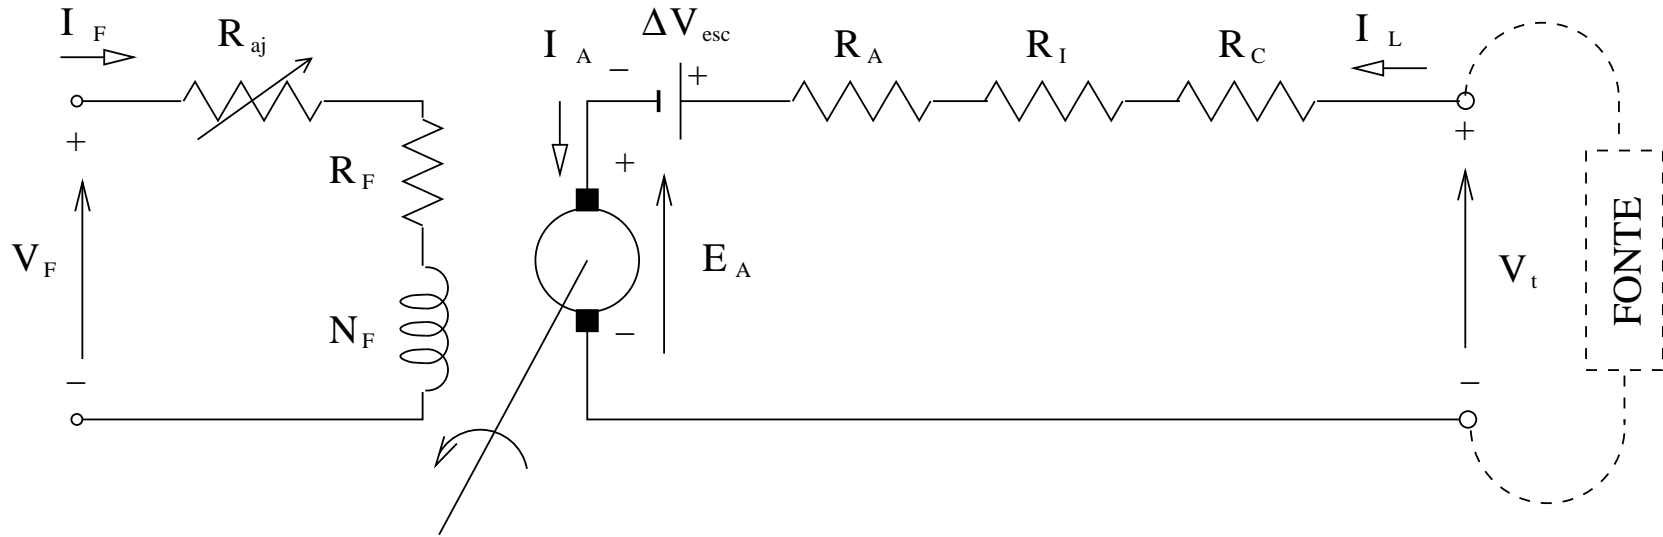 I F
R aj
I A
ΔV esc
R A
R I
R C
I L
− +
+ + +
R F
V F
E A
V t
FONTE
N F
−
− −